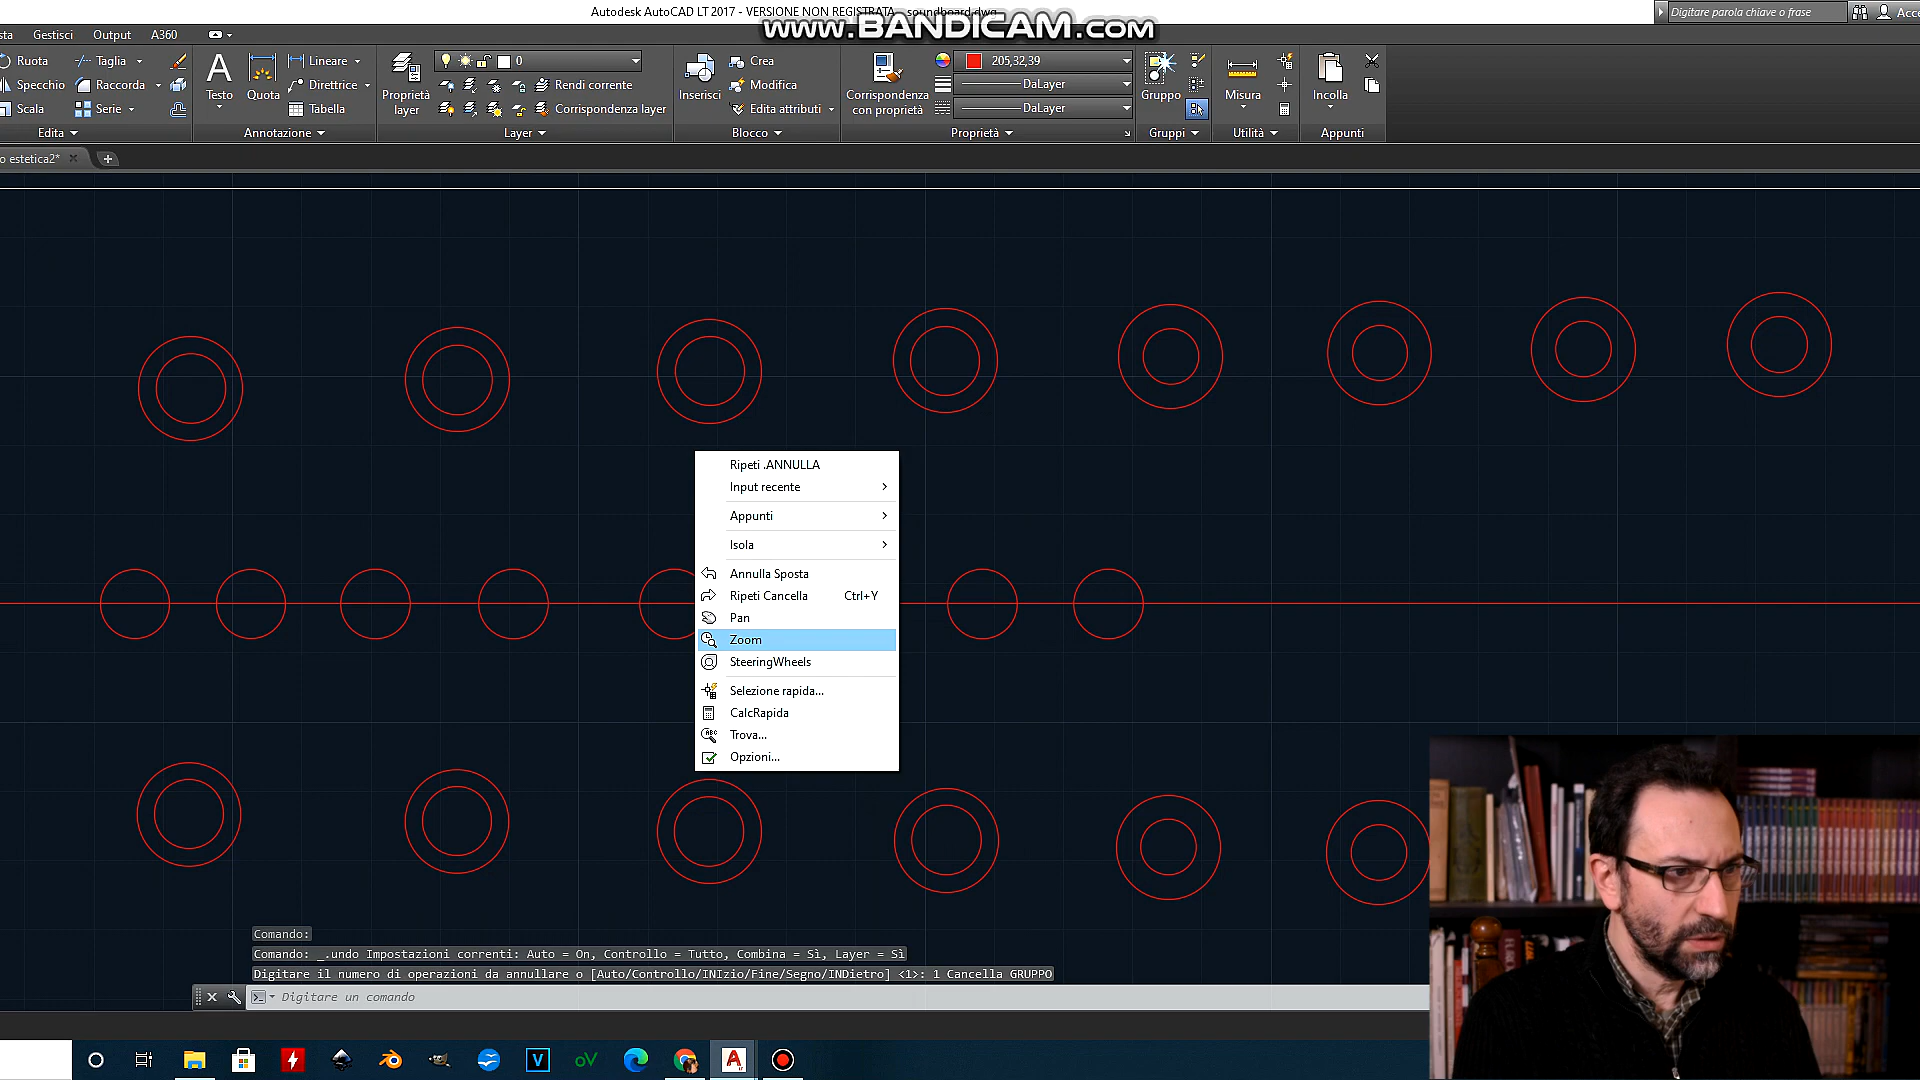 Autodesk AutoCAD LT 2017 - VERSIONE NON REGISTRATA soundboard.dwg
WWW.BANDICAM.COM
Digitare parola chiave o frase
Acce
sta Gestisci Output A360
Ruota Taglia
Specchio Raccorda
Scala Serie
Edita
Testo Quota
Lineare
Direttrice
Tabella
Annotazione
Proprietà layer
0
Rendi corrente
Corrispondenza layer
Layer
Inserisci
Crea
Modifica
Edita attributi
Blocco
Corrispondenza con proprietà
205,32,39
DaLayer
DaLayer
Proprietà
Gruppo
Gruppi
Misura
Utilità
Incolla
Appunti
o estetica2*
Ripeti .ANNULLA
Input recente
Appunti
Isola
Annulla Sposta
Ripeti Cancella Ctrl+Y
Pan
Zoom
SteeringWheels
Selezione rapida...
CalcRapida
Trova...
Opzioni...
Comando:
Comando: _.undo Impostazioni correnti: Auto = On, Controllo = Tutto, Combina = Sì, Layer = Sì
Digitare il numero di operazioni da annullare o [Auto/Controllo/INIzio/Fine/Segno/INDietro] <1>: 1 Cancella GRUPPO
Digitare un comando